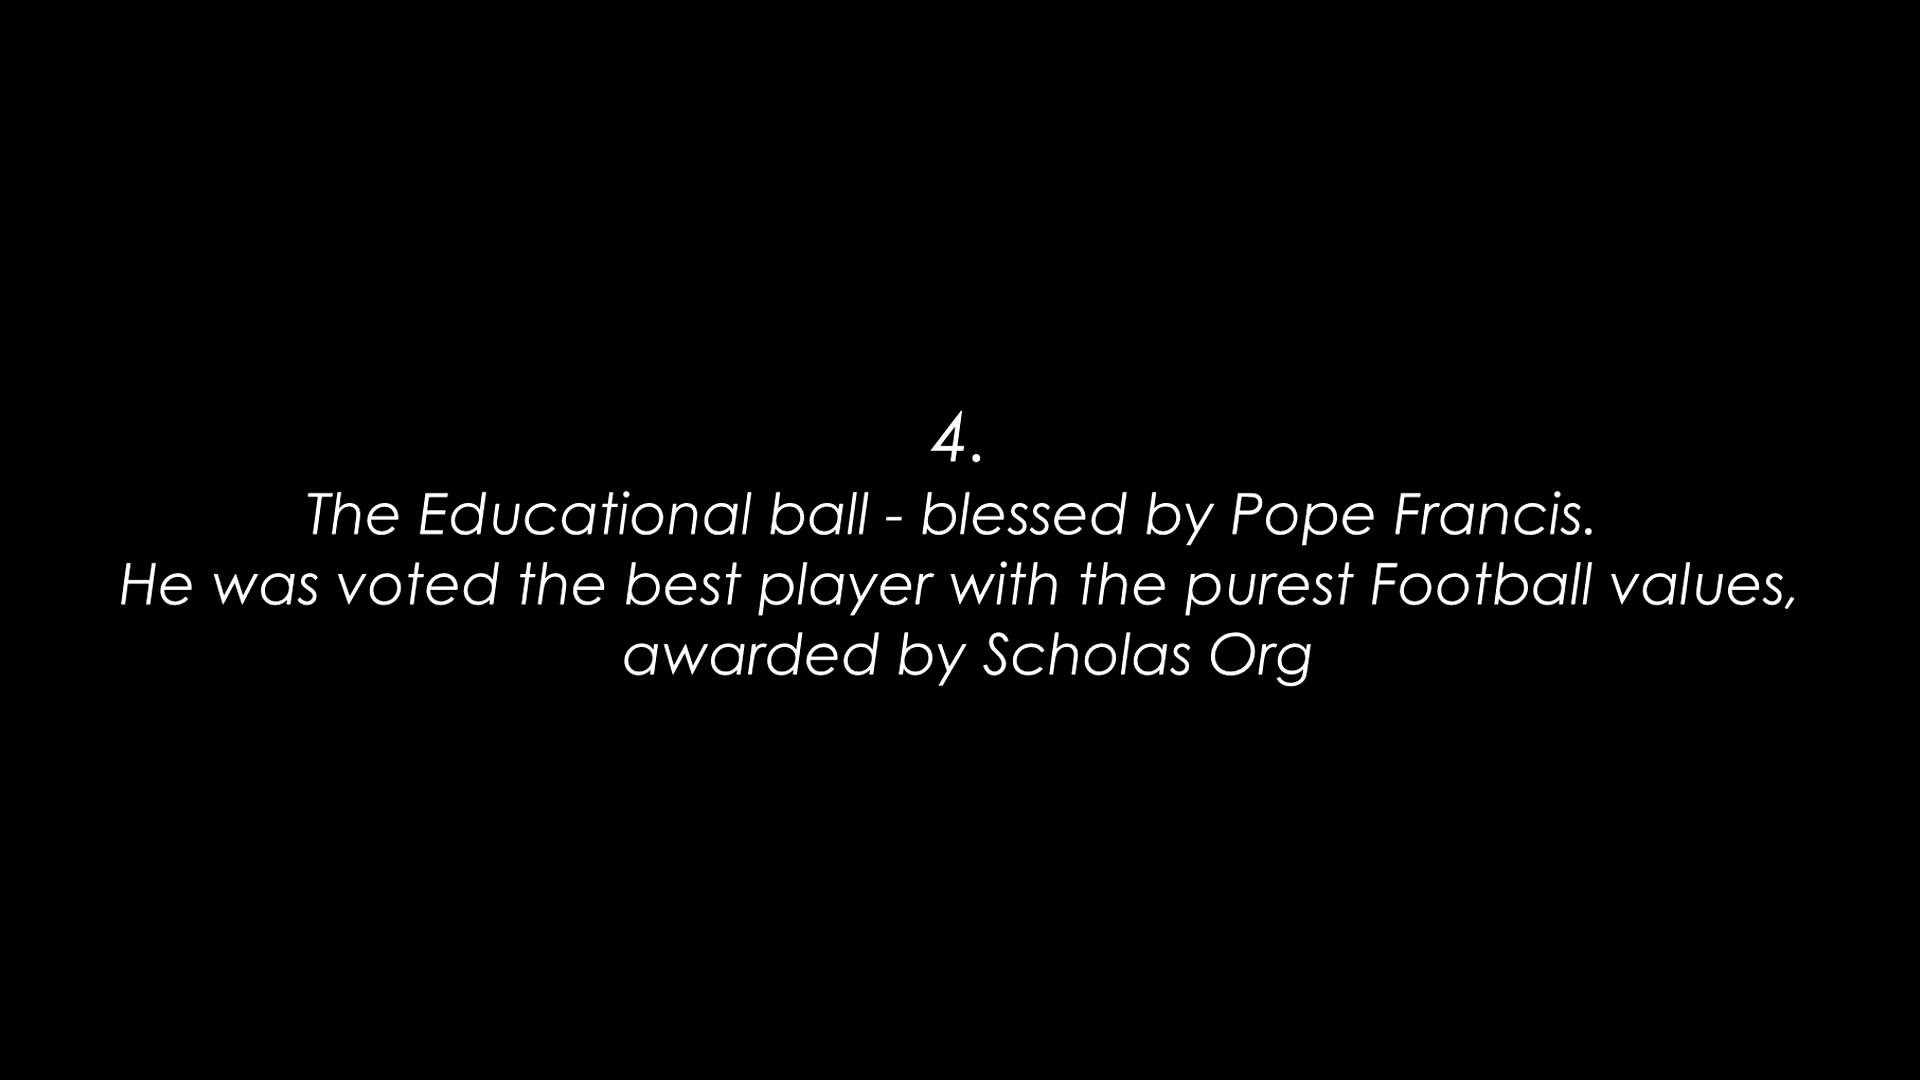 4.
The Educational ball - blessed by Pope Francis.
He was voted the best player with the purest Football values,
awarded by Scholas Org